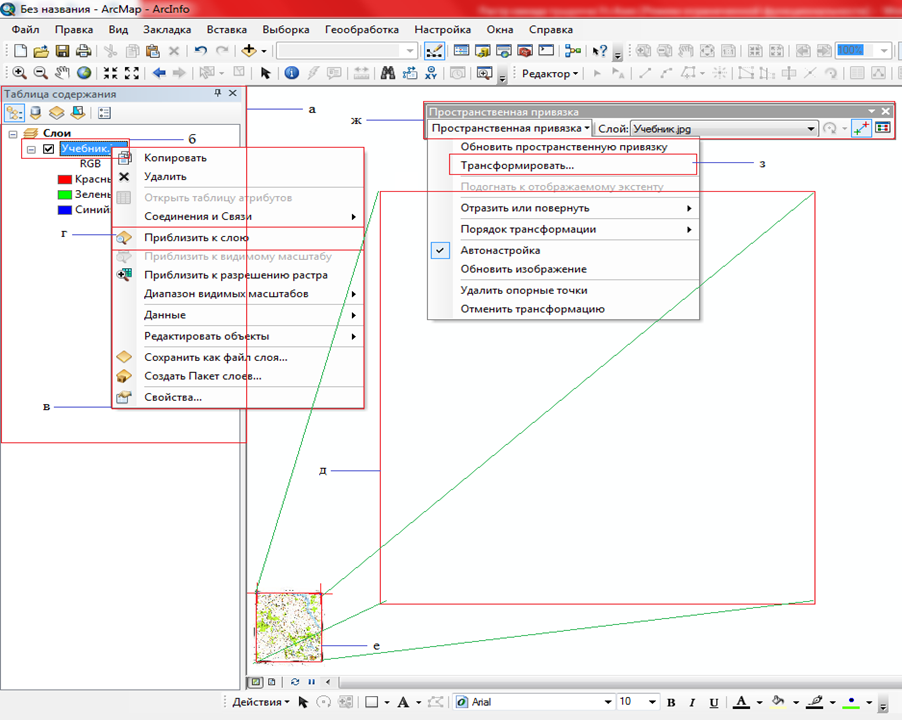 Без названия - ArcMap - ArcInfo
Файл Правка Вид Закладка Вставка Выборка Геообработка Настройка Окна Справка
100%
Редактор
Таблица содержания
а
Пространственная привязка
ж
Пространственная привязка Слой: Учебник.jpg
Слои
б
Учебник.
RGB
Красны
Зелень
Синий
Копировать
Удалить
Открыть таблицу атрибутов
Соединения и Связи
г
Приблизить к слою
Приблизить к видимому масштабу
Приблизить к разрешению растра
Диапазон видимых масштабов
Данные
Редактировать объекты
Сохранить как файл слоя...
Создать Пакет слоев...
Свойства...
в
Обновить пространственную привязку
Трансформировать...
з
Подогнать к отображаемому экстенту
Отразить или повернуть
Порядок трансформации
Автонастройка
Обновить изображение
Удалить опорные точки
Отменить трансформацию
д
е
Действия Arial 10 B I U A